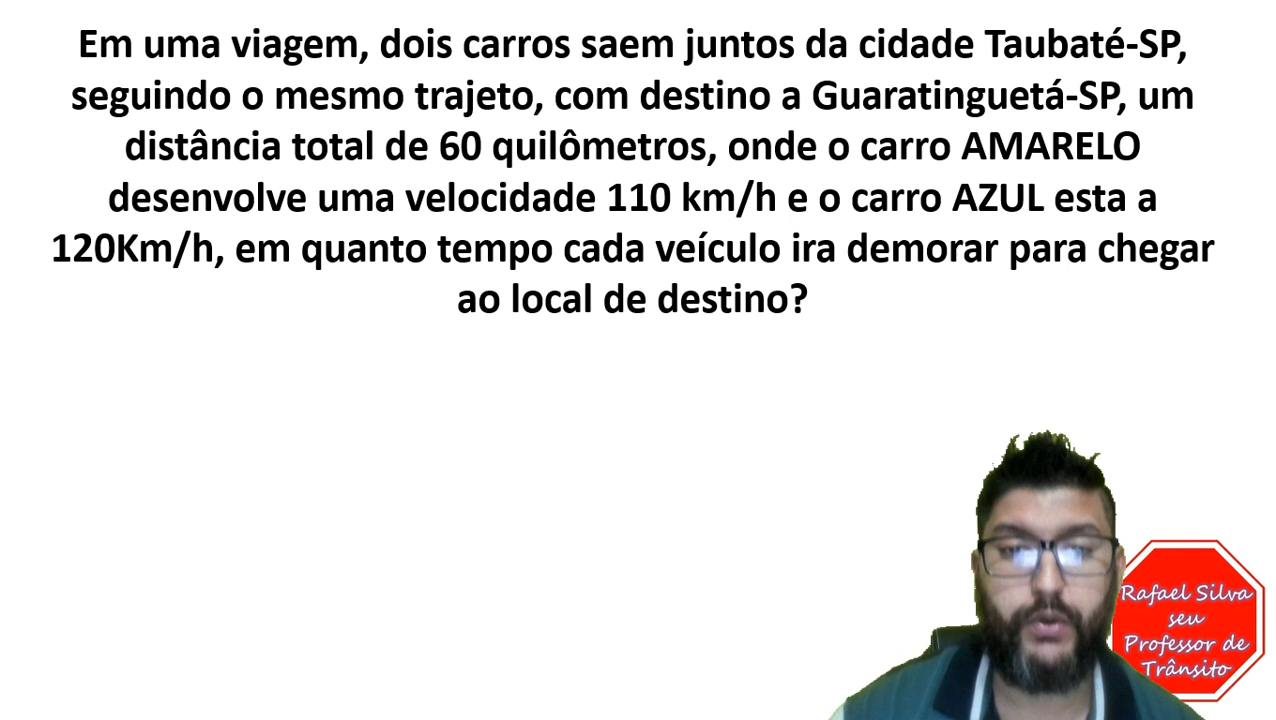 Em uma viagem, dois carros saem juntos da cidade Taubaté-SP,
seguindo o mesmo trajeto, com destino a Guaratinguetá-SP, um
distância total de 60 quilômetros, onde o carro AMARELO
desenvolve uma velocidade 110 km/h e o carro AZUL esta a
120Km/h, em quanto tempo cada veículo ira demorar para chegar
ao local de destino?
Rafael Silva
seu
Professor de
Trânsito